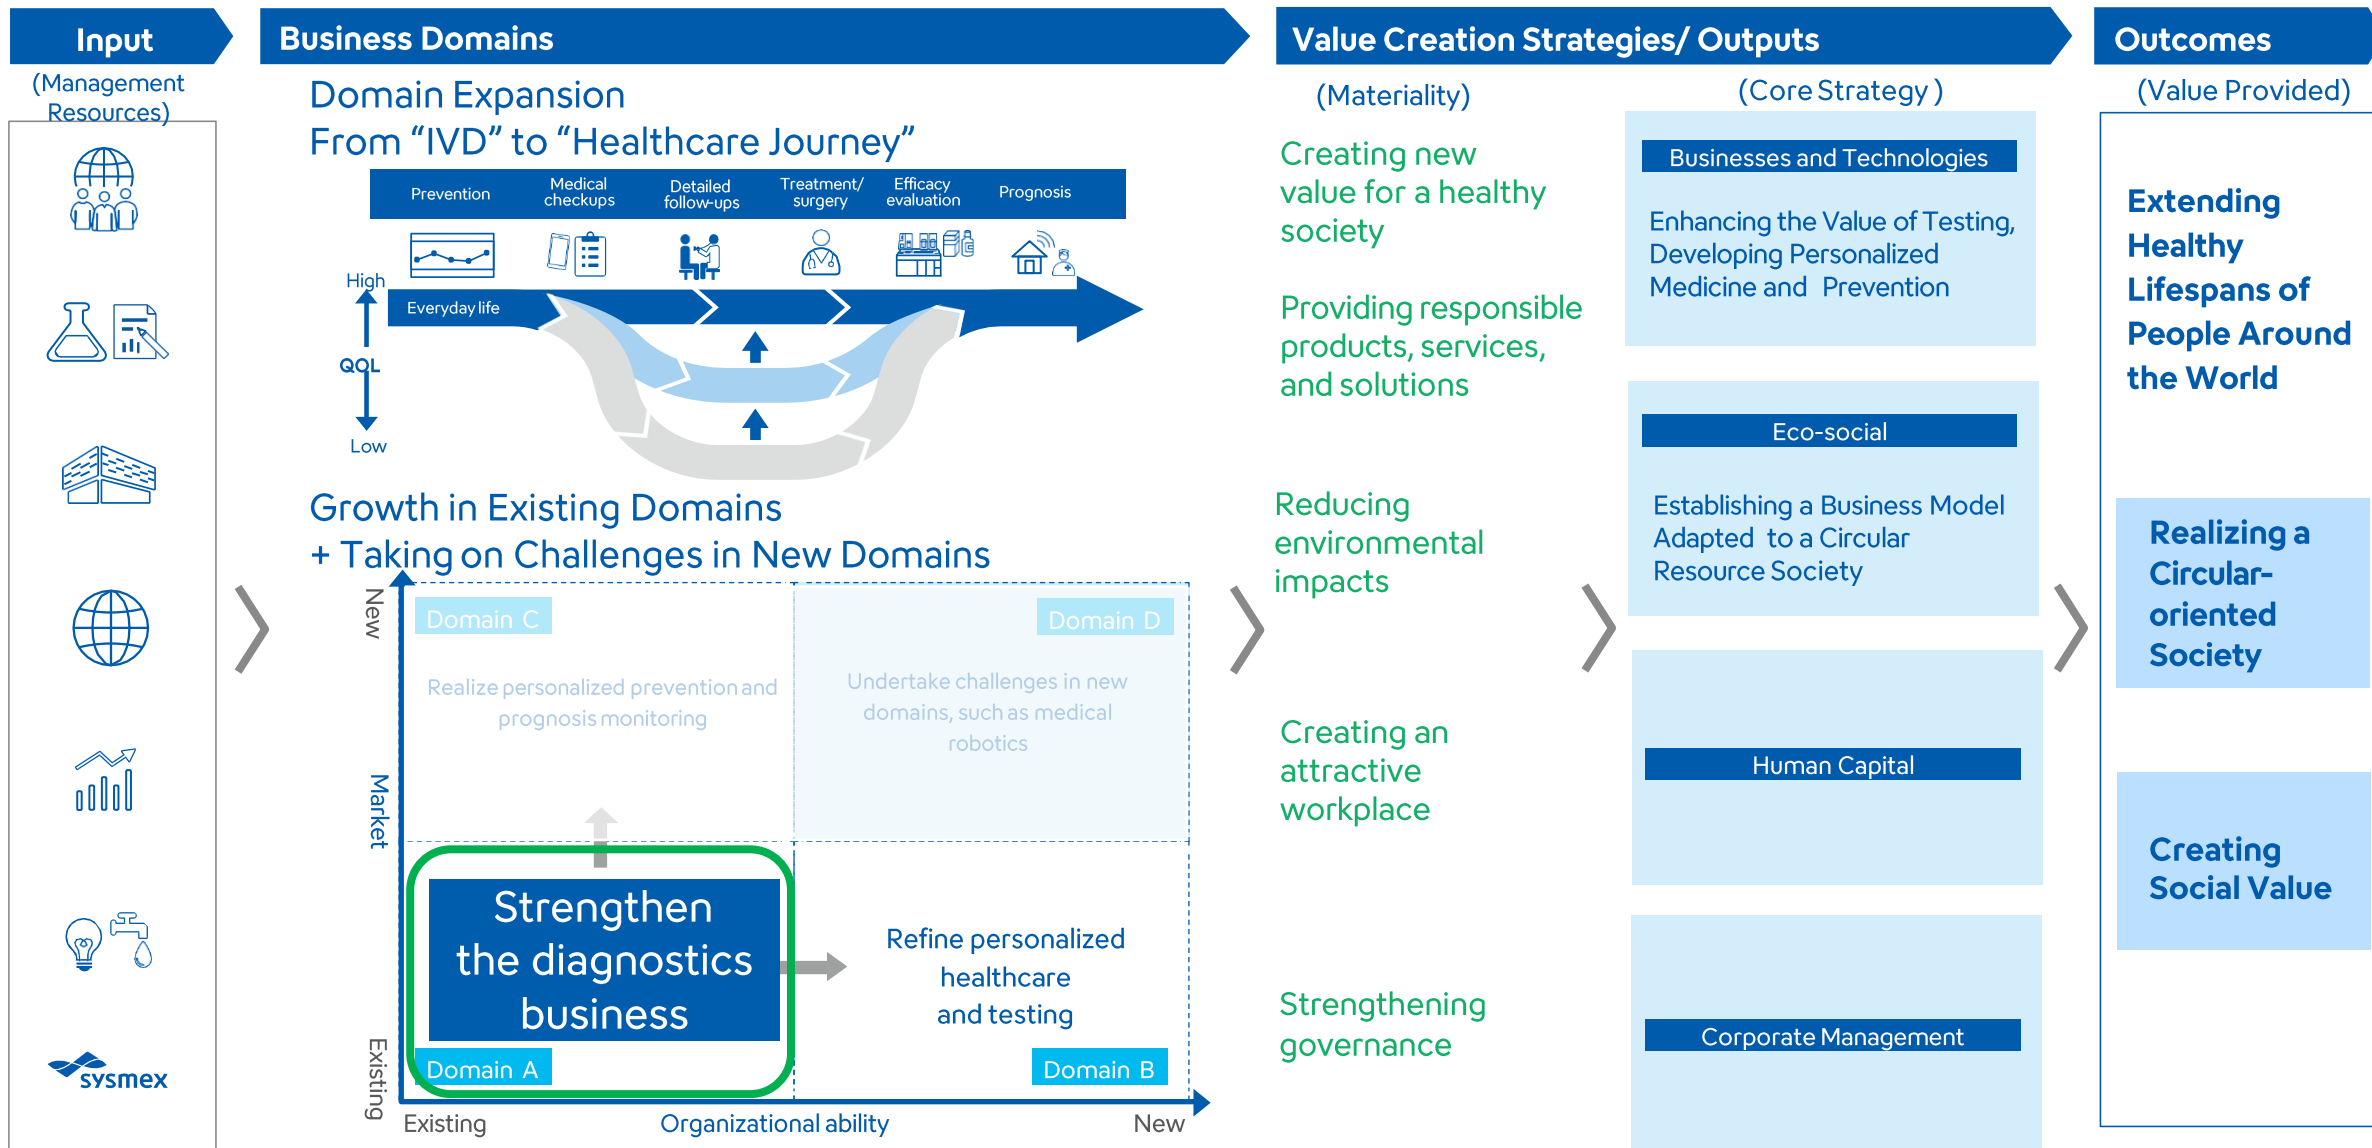 Input
(Management
Resources)
sysmex
Business Domains
Domain Expansion
From “IVD” to “Healthcare Journey”
Prevention
Medical
checkups
Detailed
follow-ups
Treatment/
surgery
Efficacy
evaluation
Prognosis
High
QOL
Low
Everyday life
Growth in Existing Domains
+ Taking on Challenges in New Domains
New
Market
Existing
Domain C
Realize personalized prevention and
prognosis monitoring
Domain D
Undertake challenges in new
domains, such as medical
robotics
Strengthen
the diagnostics
business
Domain A
Refine personalized
healthcare
and testing
Domain B
Existing
Organizational ability
New
Value Creation Strategies/ Outputs
(Materiality)
Creating new
value for a healthy
society
Providing responsible
products, services,
and solutions
Reducing
environmental
impacts
Creating an
attractive
workplace
Strengthening
governance
(Core Strategy )
Businesses and Technologies
Enhancing the Value of Testing,
Developing Personalized
Medicine and Prevention
Eco-social
Establishing a Business Model
Adapted to a Circular
Resource Society
Human Capital
Corporate Management
Outcomes
(Value Provided)
Extending
Healthy
Lifespans of
People Around
the World
Realizing a
Circular-
oriented
Society
Creating
Social Value